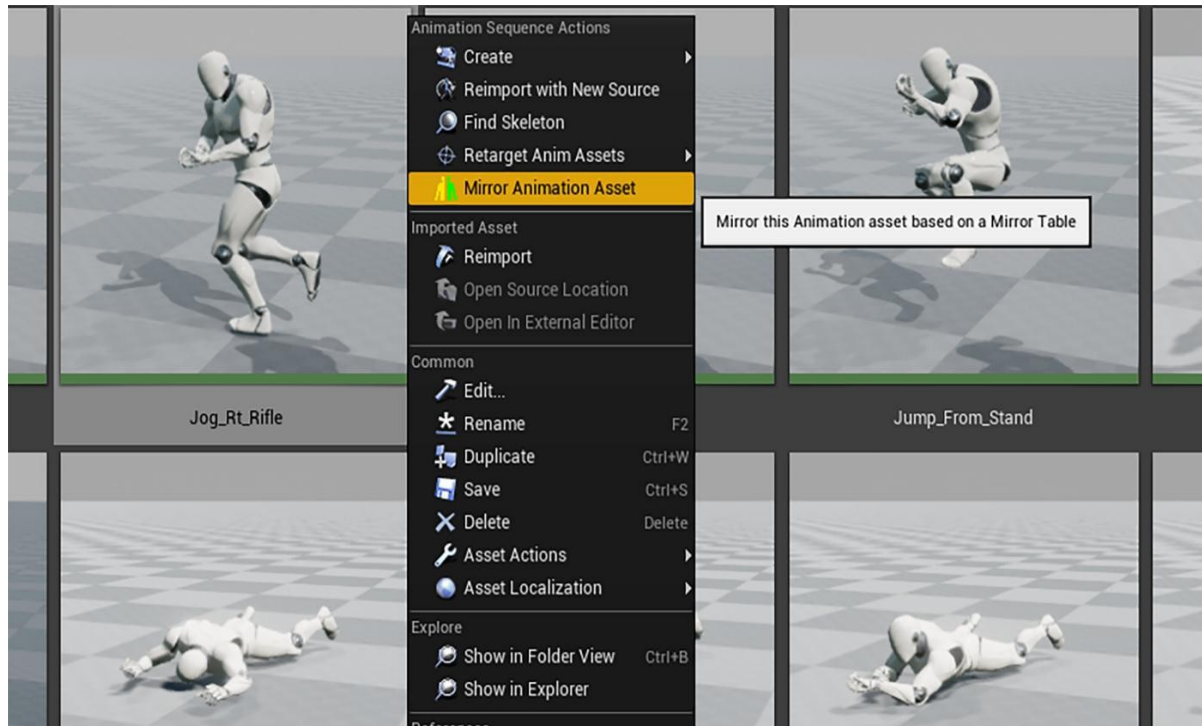 Animation Sequence Actions
Create
Reimport with New Source
Find Skeleton
Retarget Anim Assets
Mirror Animation Asset
Mirror this Animation asset based on a Mirror Table
Imported Asset
Reimport
Open Source Location
Open In External Editor
Common
Edit...
Rename F2
Duplicate Ctrl+W
Save Ctrl+S
Delete Delete
Asset Actions
Asset Localization
Explore
Show in Folder View Ctrl+B
Show in Explorer
Jog_Rt_Rifle
Jump_From_Stand